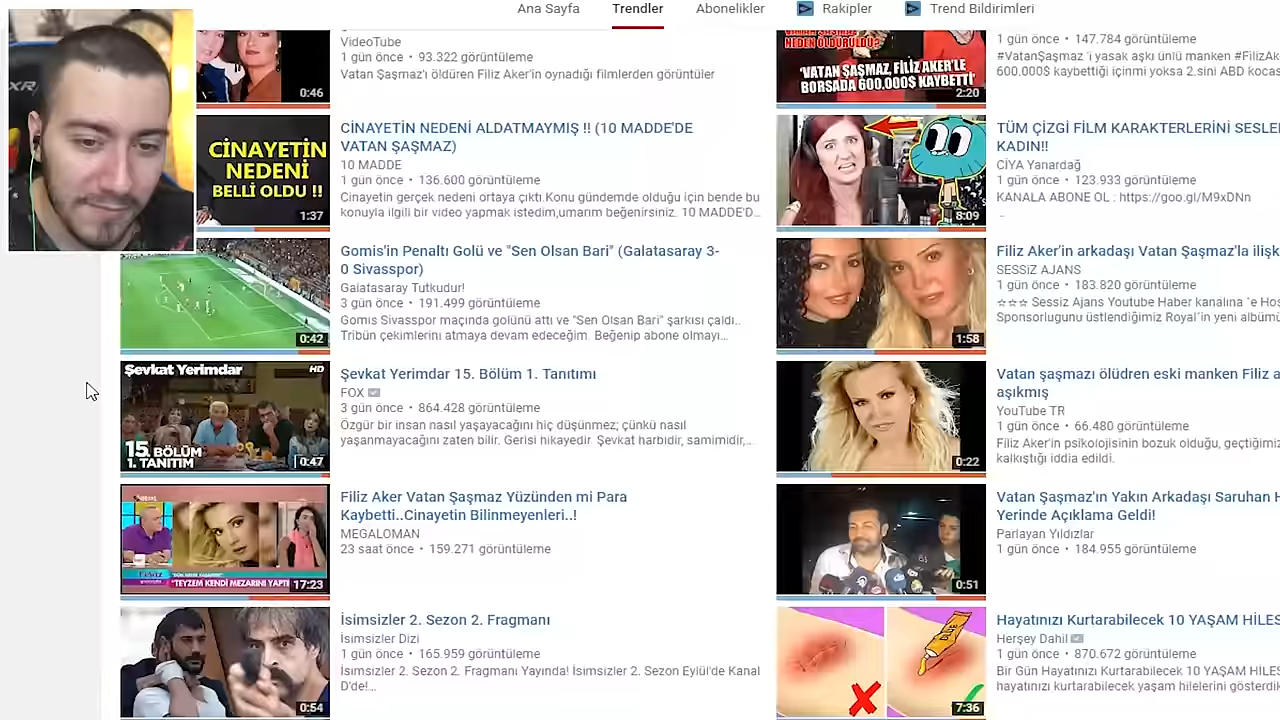 Ana Sayfa Trendler Abonelikler Rakipler Trend Bildirimleri
XR
VideoTube
1 gün önce • 93.322 görüntüleme
Vatan Şaşmaz'ı öldüren Filiz Aker'in oynadığı filmlerden görüntüler
0:46
NEDEN ÖLDÜRÜLDÜ?
'VATAN ŞAŞMAZ, FİLİZ AKER'LE
BORSADA 600.000$ KAYBETTİ'
2:20
1 gün önce • 147.784 görüntüleme
#VatanŞaşmaz 'i yasak aşkı ünlü manken #FilizAk
600.000$ kaybettiği içinmi yoksa 2.sini ABD kocas
CİNAYETİN
NEDENİ
BELLİ OLDU !!
1:37
CİNAYETİN NEDENİ ALDATMAYMIŞ !! (10 MADDE'DE
VATAN ŞAŞMAZ)
10 MADDE
1 gün önce • 136.600 görüntüleme
Cinayetin gerçek nedeni ortaya çıktı.Konu gündemde olduğu için bende bu
konuyla ilgili bir video yapmak istedim,umarım beğenirsiniz. 10 MADDE'D...
8:09
TÜM ÇİZGİ FİLM KARAKTERLERİNİ SESLE
KADIN!!
CİYA Yanardağ
1 gün önce • 123.933 görüntüleme
KANALA ABONE OL : https://goo.gl/M9xDNn
0:42
Gomis'in Penaltı Golü ve "Sen Olsan Bari" (Galatasaray 3-
0 Sivasspor)
Galatasaray Tutkudur!
3 gün önce • 191.499 görüntüleme
Gomis Sivasspor maçında golünü attı ve "Sen Olsan Bari" şarkısı çaldı..
Tribün çekimlerini atmaya devam edeceğim. Beğenip abone olmayı...
1:58
Filiz Aker'in arkadaşı Vatan Şaşmaz'la ilişk
SESSiZ AJANS
1 gün önce • 183.820 görüntüleme
☆☆☆ Sessiz Ajans Youtube Haber kanalına 'e Hoş
Sponsorlugunu üstlendiğimiz Royal'in yeni albümü
Şevkat Yerimdar HD
15. BÖLÜM
1. TANITIM
0:47
Şevkat Yerimdar 15. Bölüm 1. Tanıtımı
FOX
3 gün önce • 864.428 görüntüleme
Özgür bir insan nasıl yaşayacağını hiç düşünmez; çünkü nasıl
yaşanmayacağını zaten bilir. Gerisi hikayedir. Şevkat harbidir, samimidir,...
0:22
Vatan şaşmazı ölüdren eski manken Filiz a
aşıkmış
YouTube TR
1 gün önce • 66.480 görüntüleme
Filiz Aker'in psikolojisinin bozuk olduğu, geçtiğimi
kalkıştığı iddia edildi.
"TEYZEM KENDİ MEZARINI YAPTI
17:23
Filiz Aker Vatan Şaşmaz Yüzünden mi Para
Kaybetti..Cinayetin Bilinmeyenleri..!
MEGALOMAN
23 saat önce • 159.271 görüntüleme
0:51
Vatan Şaşmaz'ın Yakın Arkadaşı Saruhan H
Yerinde Açıklama Geldi!
Parlayan Yıldızlar
1 gün önce • 184.955 görüntüleme
0:54
İsimsizler 2. Sezon 2. Fragmanı
İsimsizler Dizi
1 gün önce • 165.959 görüntüleme
İsimsizler 2. Sezon 2. Fragmanı Yayında! İsimsizler 2. Sezon Eylül'de Kanal
D'de!...
7:36
Hayatınızı Kurtarabilecek 10 YAŞAM HİLES
Herşey Dahil
1 gün önce • 870.672 görüntüleme
Bir Gün Hayatınızı Kurtarabilecek 10 YAŞAM HİLES
hayatınızı kurtarabilecek yaşam hilelerini gösterdik